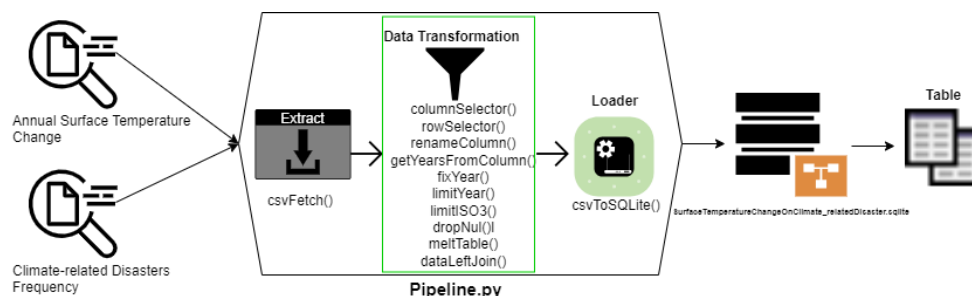 Annual Surface Temperature
Change
Climate-related Disasters
Frequency
Extract
csvFetch()
Data Transformation
columnSelector()
rowSelector()
renameColumn()
getYearsFromColumn()
fixYear()
limitYear()
limitISO3()
dropNul()l
meltTable()
dataLeftJoin()
Loader
csvToSQLite()
Pipeline.py
SurfaceTemperatureChangeOnClimate_relatedDisaster.sqlite
Table